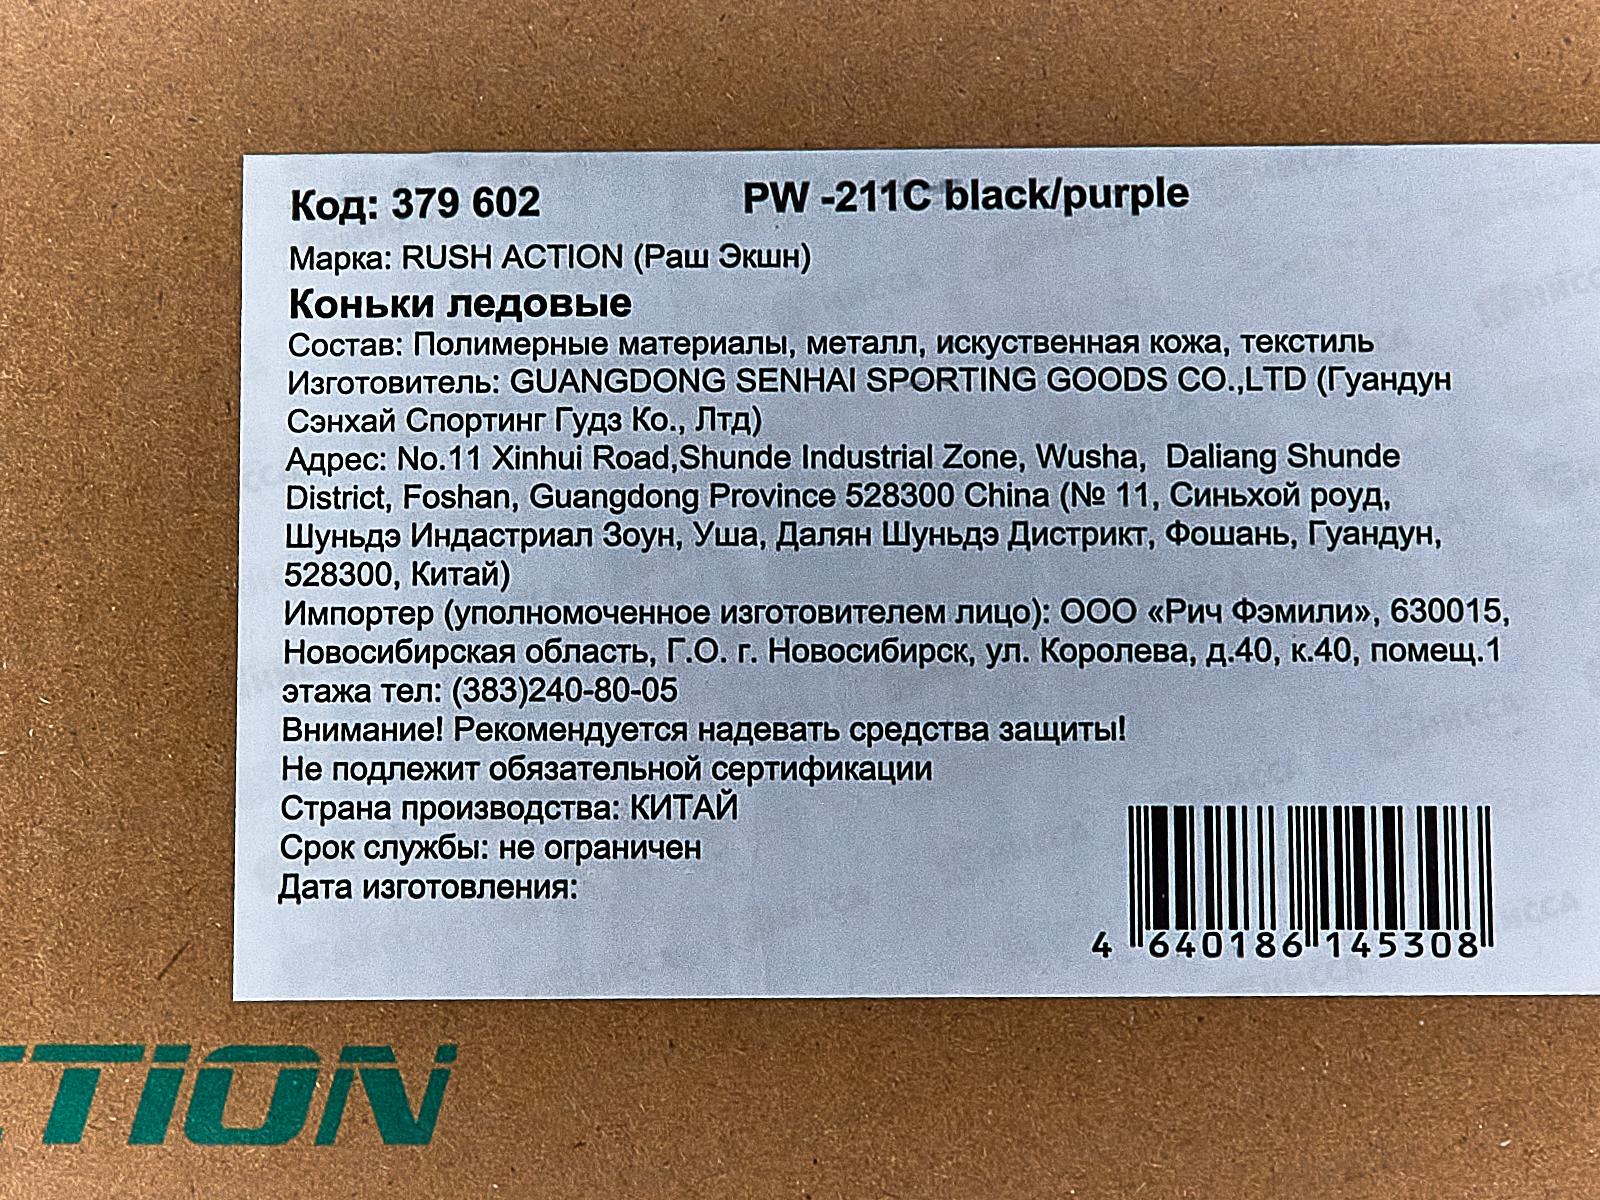 Код: 379 602 PW -211C black/purple
Марка: RUSH ACTION (Раш Экшн)
Коньки ледовые
Состав: Полимерные материалы, металл, искуственная кожа, текстиль
Изготовитель: GUANGDONG SENHAI SPORTING GOODS CO.,LTD (Гуандун
Сэнхай Спортинг Гудз Ко., Лтд)
Адрес: No.11 Xinhui Road,Shunde Industrial Zone, Wusha, Daliang Shunde
District, Foshan, Guangdong Province 528300 China (№ 11, Синьхой роуд,
Шуньдэ Индастриал Зоун, Уша, Далян Шуньдэ Дистрикт, Фошань, Гуандун,
528300, Китай)
Импортер (уполномоченное изготовителем лицо): ООО «Рич Фэмили», 630015,
Новосибирская область, Г.О. г. Новосибирск, ул. Королева, д.40, к.40, помещ.1
этажа тел: (383)240-80-05
Внимание! Рекомендуется надевать средства защиты!
Не подлежит обязательной сертификации
Страна производства: КИТАЙ
Срок службы: не ограничен
Дата изготовления:
4 640186 145308
CTION